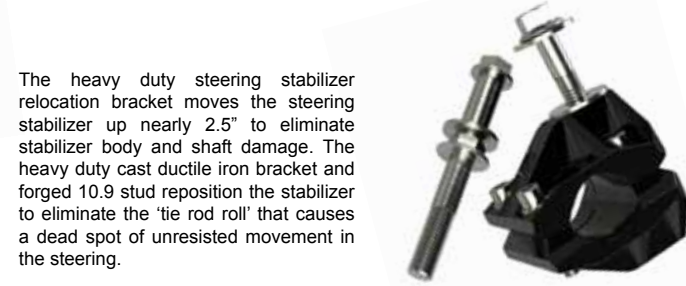 The heavy duty steering stabilizer
relocation bracket moves the steering
stabilizer up nearly 2.5” to eliminate
stabilizer body and shaft damage. The
heavy duty cast ductile iron bracket and
forged 10.9 stud reposition the stabilizer
to eliminate the ‘tie rod roll’ that causes
a dead spot of unresisted movement in
the steering.